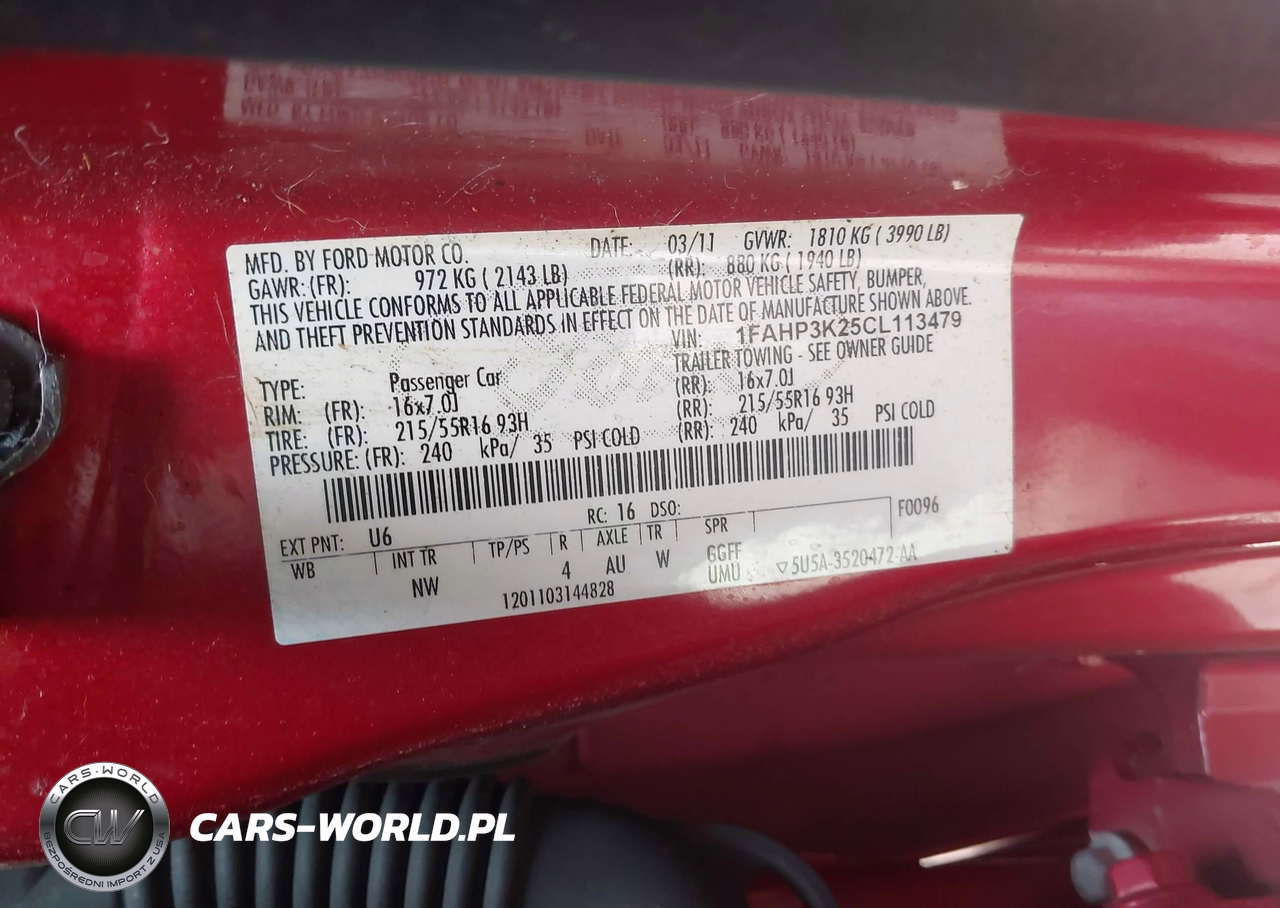 MFD. BY FORD MOTOR CO. DATE: 03/11 GVWR: 1810 KG ( 3990 LB)
GAWR: (FR): 972 KG ( 2143 LB) (RR): 880 KG ( 1940 LB)
THIS VEHICLE CONFORMS TO ALL APPLICABLE FEDERAL MOTOR VEHICLE SAFETY, BUMPER,
AND THEFT PREVENTION STANDARDS IN EFFECT ON THE DATE OF MANUFACTURE SHOWN ABOVE.
VIN: 1FAHP3K25CL113479
TRAILER TOWING - SEE OWNER GUIDE
TYPE: Passenger Car
RIM: (FR): 16x7.0J (RR): 16x7.0J
TIRE: (FR): 215/55R16 93H (RR): 215/55R16 93H
PRESSURE: (FR): 240 kPa/ 35 PSI COLD (RR): 240 kPa/ 35 PSI COLD
EXT PNT: U6 RC: 16 DSO: F0096
WB INT TR TP/PS R AXLE TR SPR
NW 4 AU W GGFF
UMU ▽5U5A-3520472-AA
1201103144828
CARS-WORLD
CW
BEZPOŚREDNI IMPORT Z USA
CARS-WORLD.PL